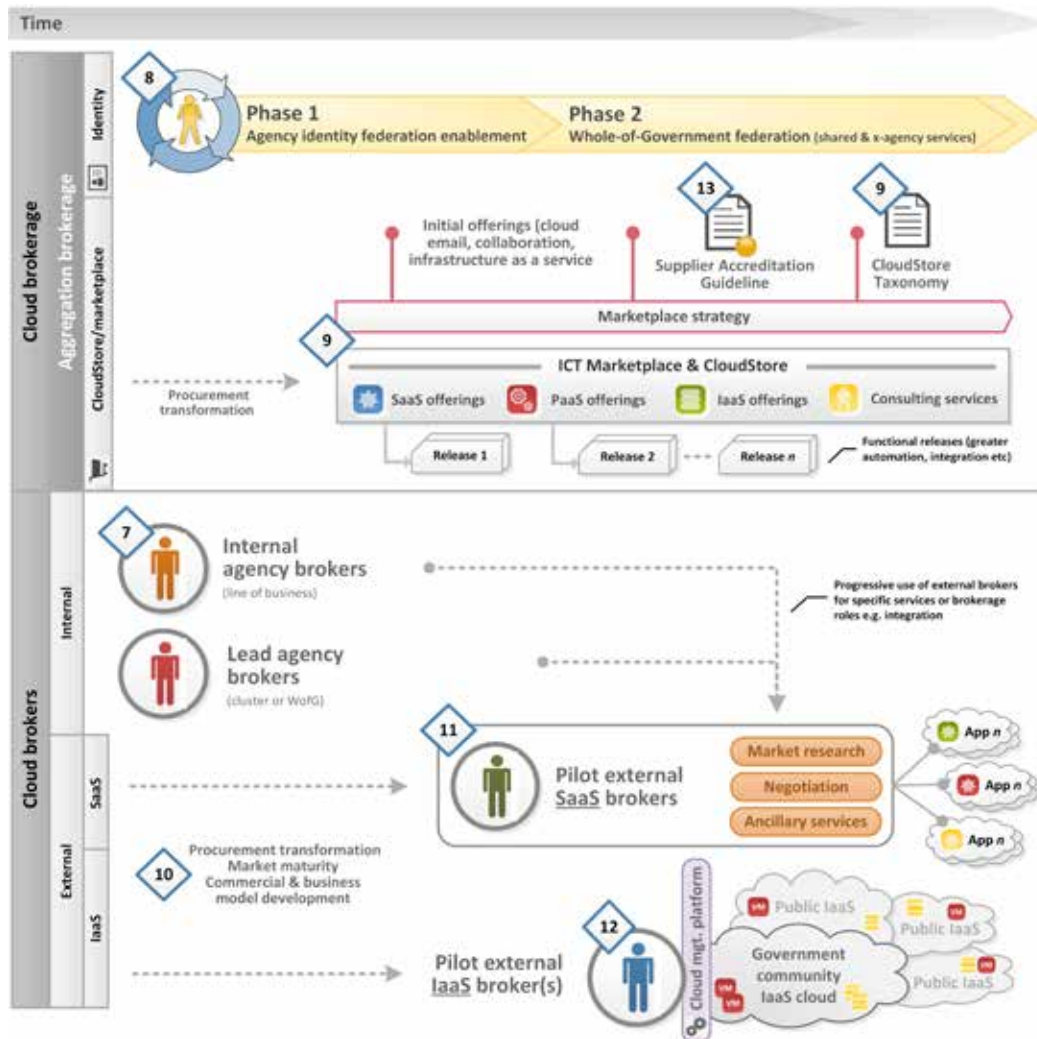 Time
Cloud brokerage
Aggregation brokerage
Identity
CloudStore/marketplace
8
Phase 1
Agency identity federation enablement
Phase 2
Whole-of-Government federation (shared & x-agency services)
Initial offerings (cloud
email, collaboration,
infrastructure as a service
13
Supplier Accreditation
Guideline
9
CloudStore
Taxonomy
Marketplace strategy
9
ICT Marketplace & CloudStore
SaaS offerings
PaaS offerings
IaaS offerings
Consulting services
Procurement
transformation
Release 1
Release 2
Release n
Functional releases (greater
automation, integration etc)
Cloud brokers
Internal
External
SaaS
IaaS
7
Internal
agency brokers
(line of business)
Lead agency
brokers
(cluster or WofG)
Progressive use of external brokers
for specific services or brokerage
roles e.g. integration
11
Pilot external
SaaS brokers
Market research
Negotiation
Ancillary services
App n
App n
App n
10
Procurement transformation
Market maturity
Commercial & business
model development
12
Pilot external
IaaS broker(s)
Cloud mgt. platform
VM
Public IaaS
VM
Public IaaS
Government
community
IaaS cloud
VM
VM
VM
Public IaaS